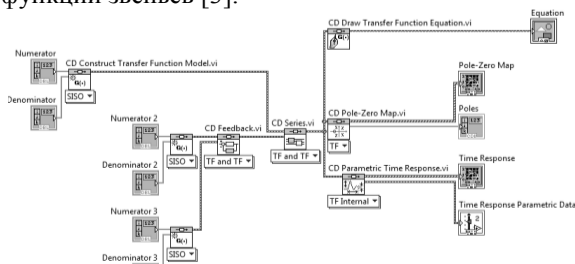 функции звеньев [5].
Equation
CD Draw Transfer Function Equation.vi
Numerator
CD Construct Transfer Function Model.vi
Pole-Zero Map
SISO
Denominator
Numerator 2
CD Feedback.vi
CD Series.vi
CD Pole-Zero Map.vi
Poles
SISO
TF and TF
TF and TF
TF
Denominator 2
CD Parametric Time Response.vi
Time Response
Numerator 3
TF Internal
Time Response Parametric Data
SISO
Denominator 3